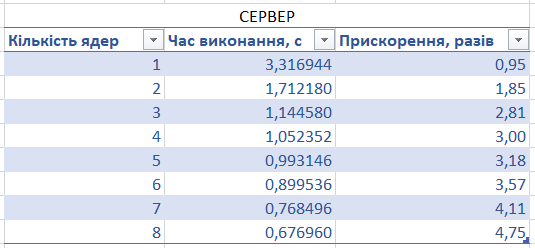 СЕРВЕР
Кількість ядер Час виконання, с Прискорення, разів
1 3,316944 0,95
2 1,712180 1,85
3 1,144580 2,81
4 1,052352 3,00
5 0,993146 3,18
6 0,899536 3,57
7 0,768496 4,11
8 0,676960 4,75